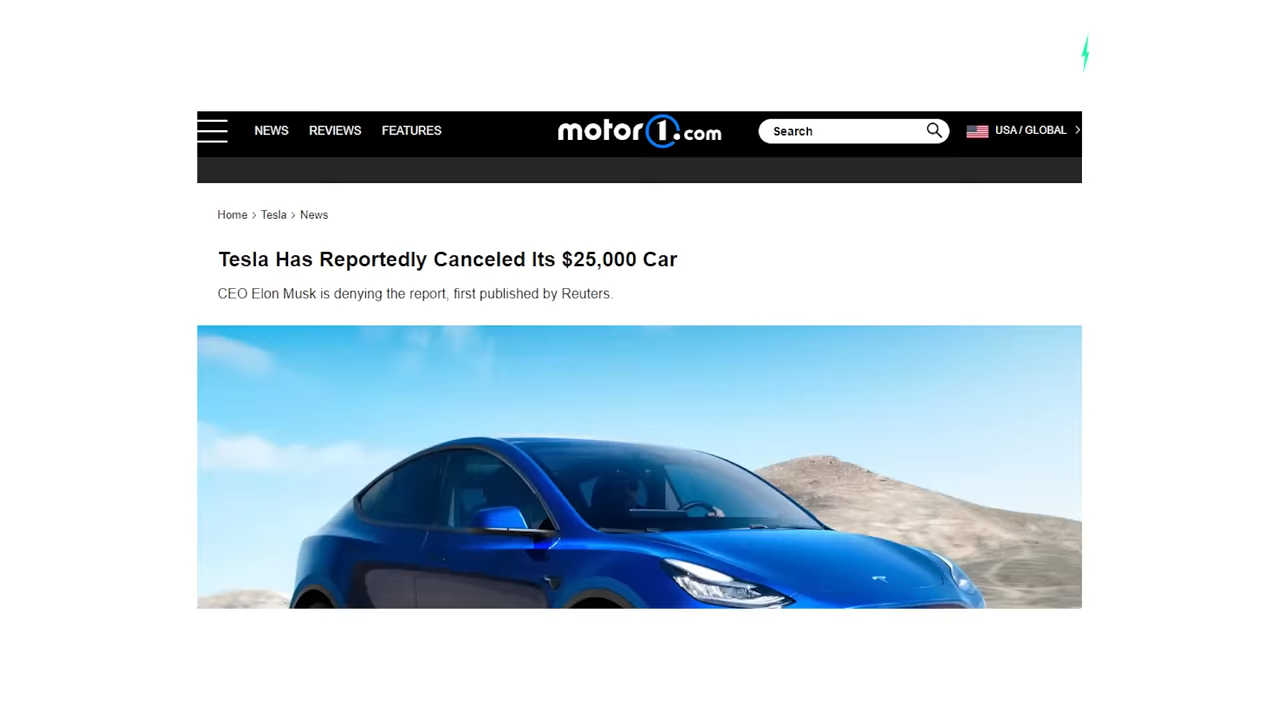 NEWS REVIEWS FEATURES motor1.com Search USA / GLOBAL
Home > Tesla > News
Tesla Has Reportedly Canceled Its $25,000 Car
CEO Elon Musk is denying the report, first published by Reuters.